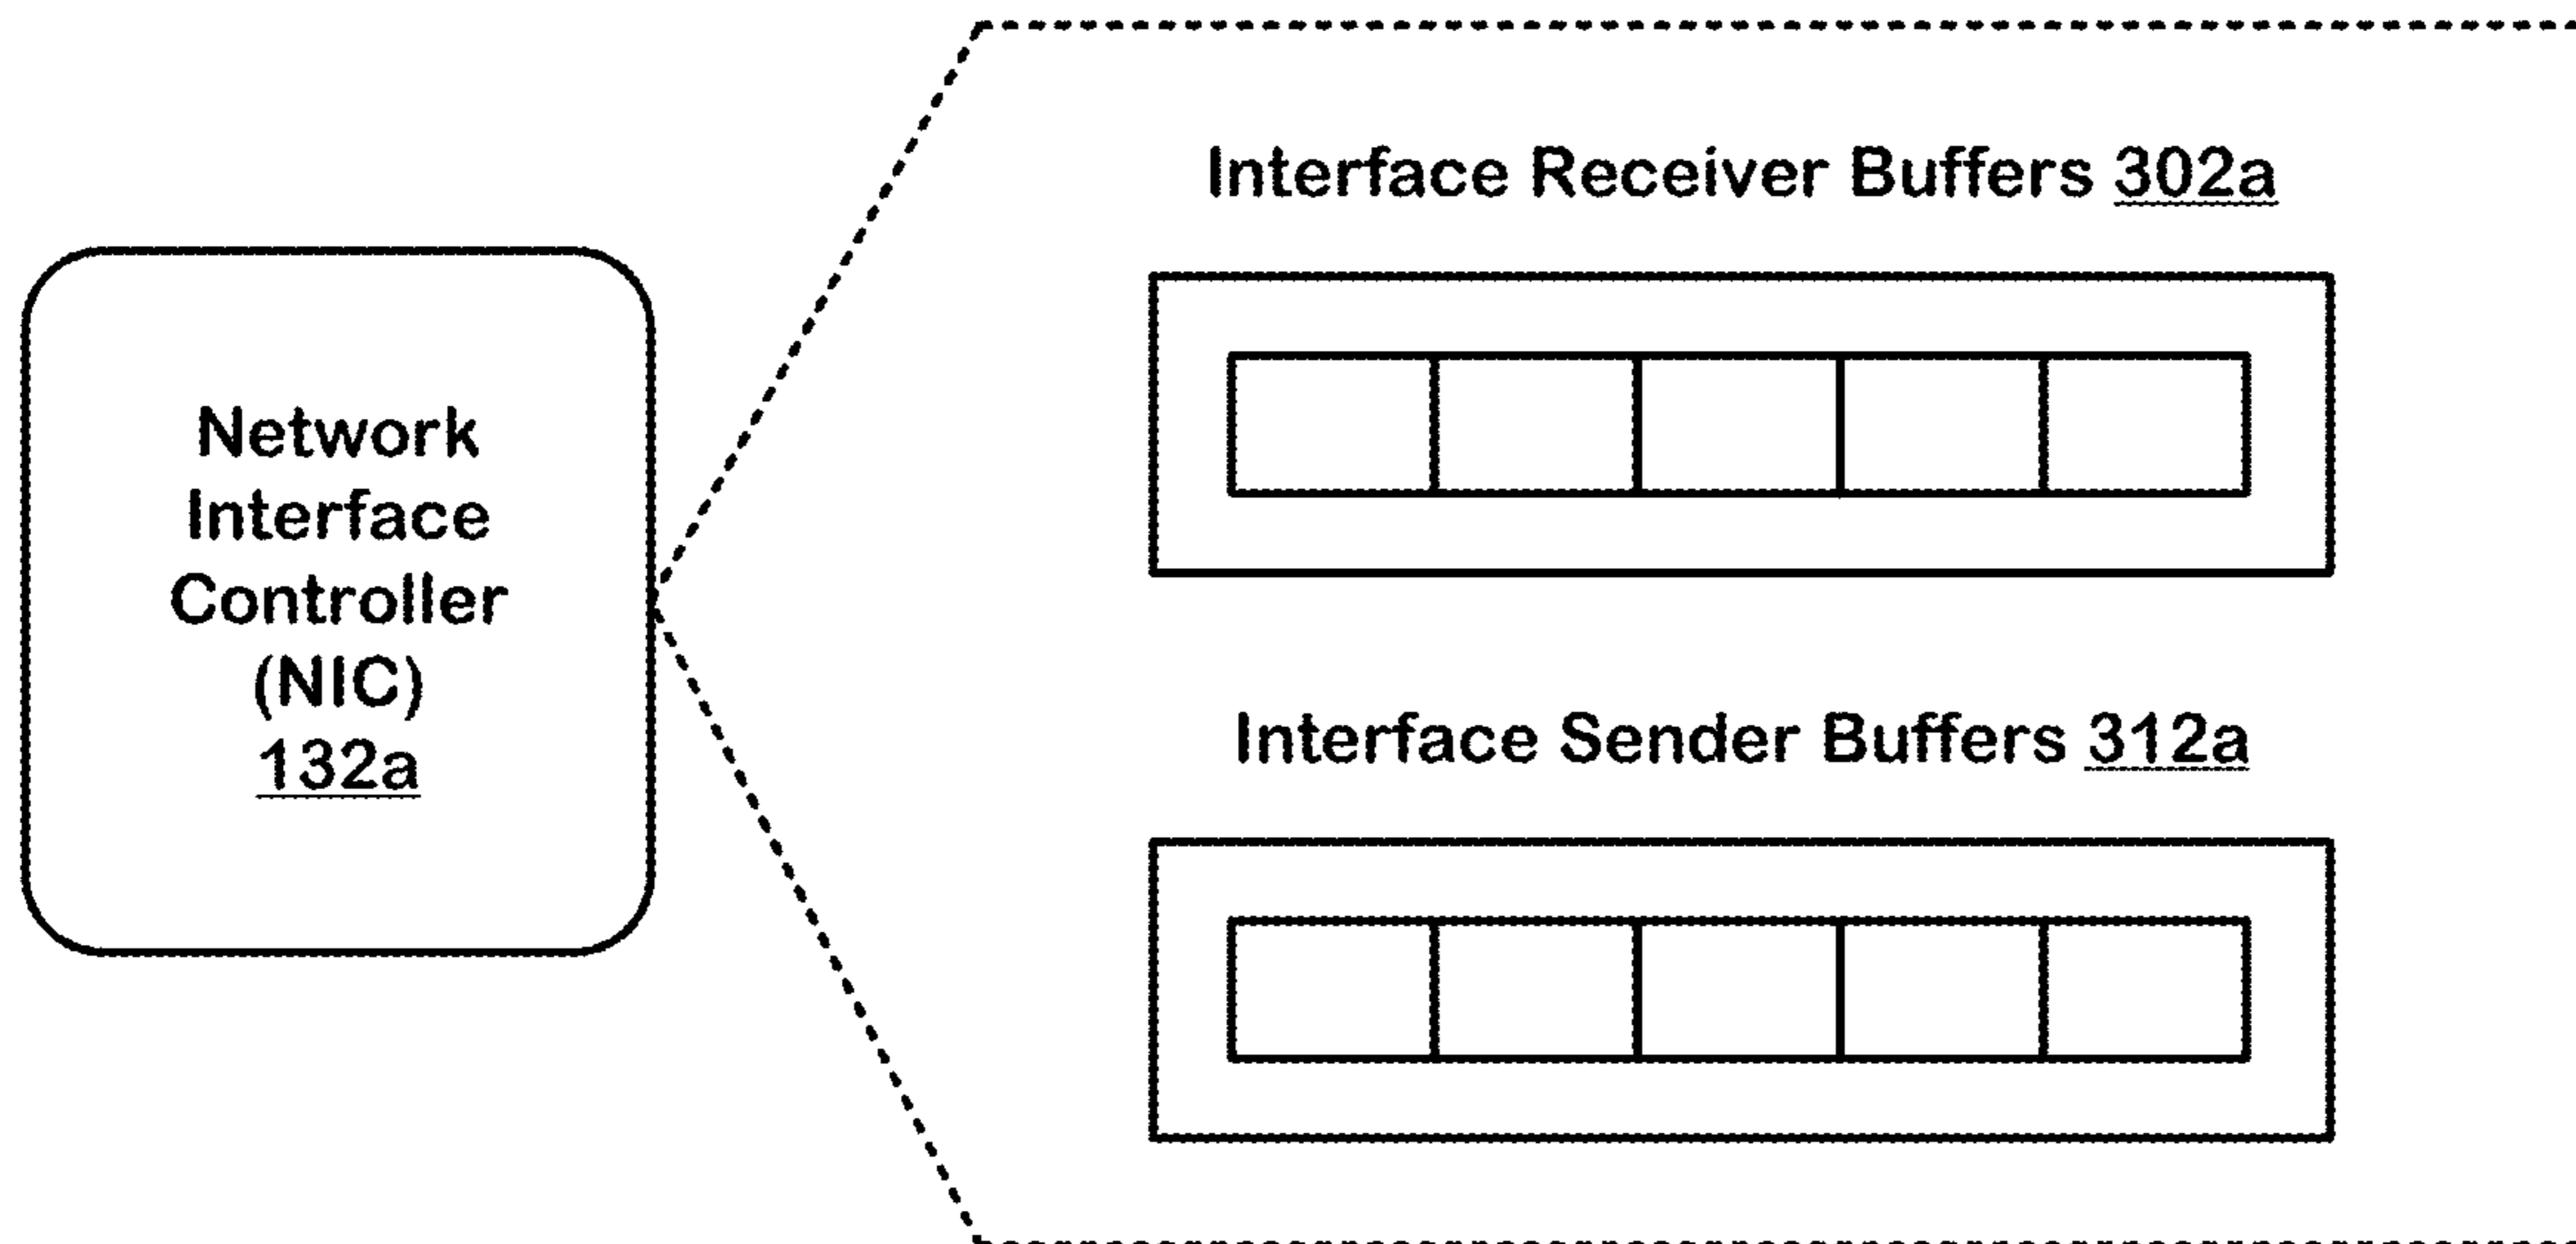 Network
Interface
Controller
(NIC)
132a
Interface Receiver Buffers 302a
Interface Sender Buffers 312a